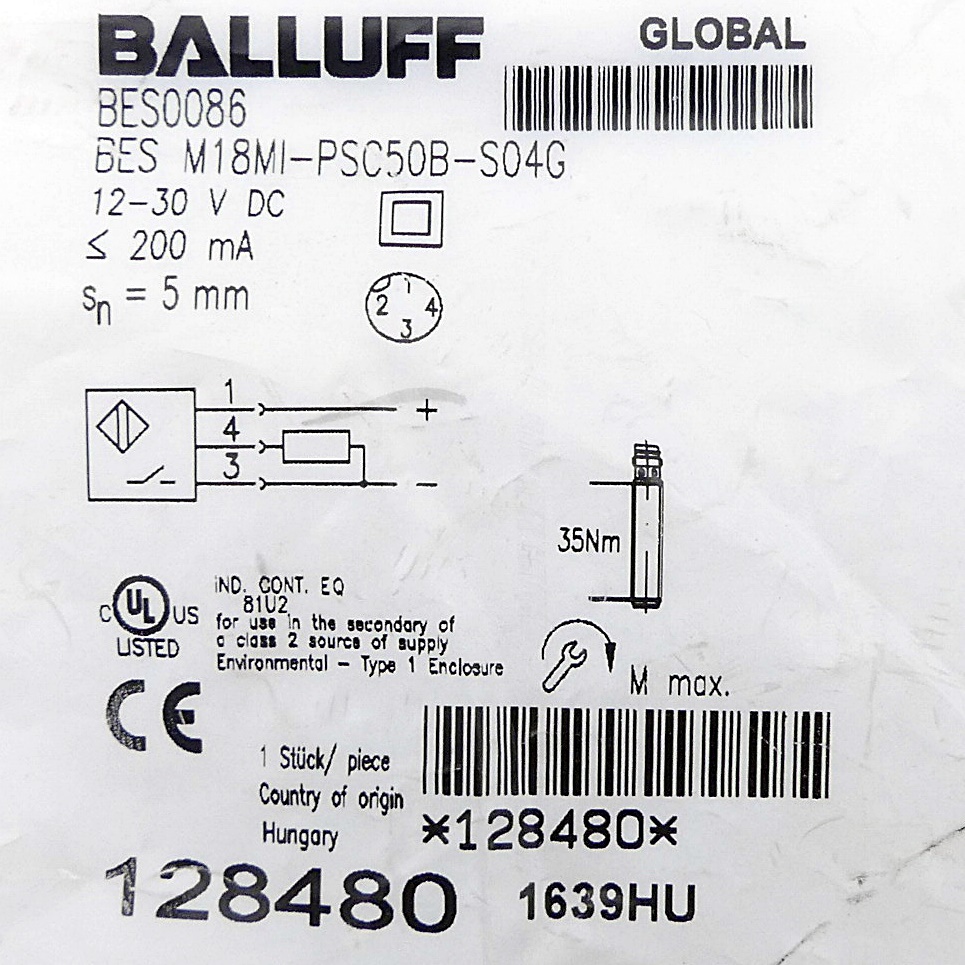 BALLUFF
GLOBAL
BES0086
BES M18MI-PSC50B-S04G
12-30 V DC
≤ 200 mA
sn = 5 mm
1
2 4
3
1 +
4
3 -
35Nm
IND. CONT. EQ
81U2
for use in the secondary of
a class 2 source of supply
Environmental - Type 1 Enclosure
C UL US
LISTED
M max.
CE
1 Stück/ piece
Country of origin
Hungary
*128480*
128480
1639HU